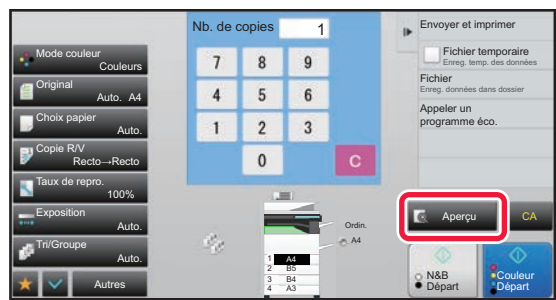 Nb. de copies 1
Mode couleur
Couleurs
Original
Auto. A4
Choix papier
Auto.
Copie R/V
Recto→Recto
Taux de repro.
100%
Exposition
Auto.
Tri/Groupe
Auto.
Autres
7 8 9
4 5 6
1 2 3
0 C
Ordin.
A4
1 A4
2 B5
3 B4
4 A3
Envoyer et imprimer
Fichier temporaire
Enreg. temp. des données
Fichier
Enreg. données dans dossier
Appeler un
programme éco.
Aperçu
CA
N&B
Départ
Couleur
Départ